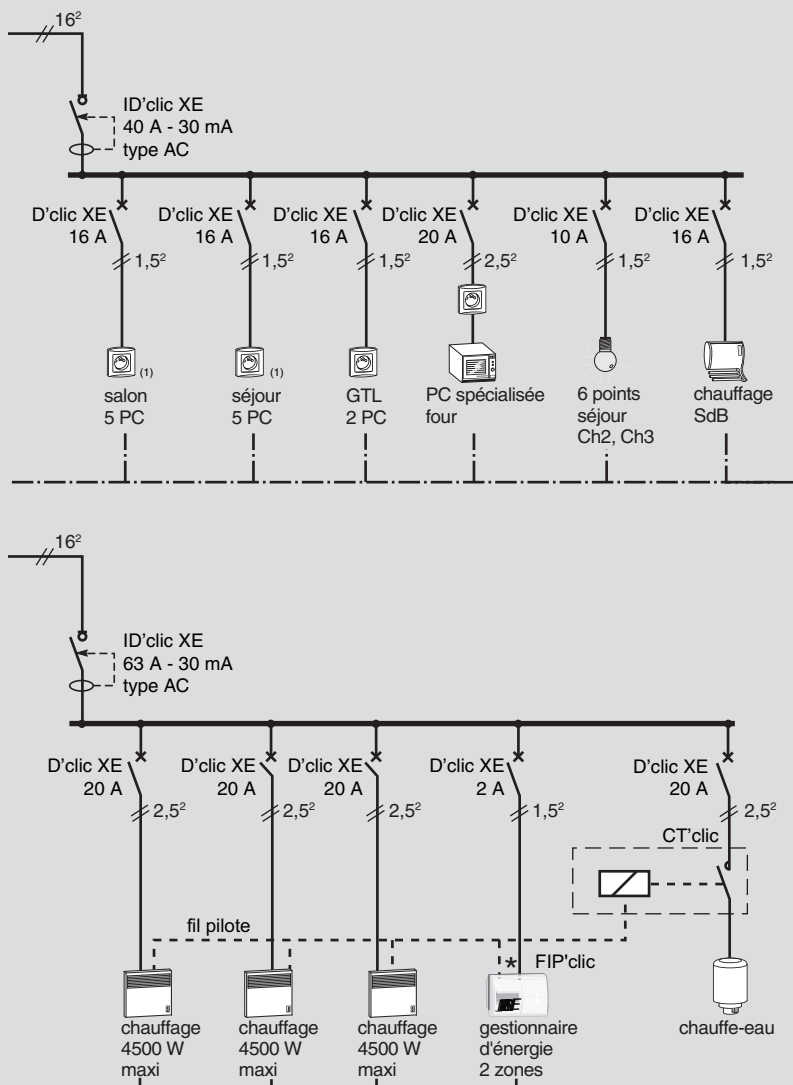 16²
ID'clic XE
40 A - 30 mA
type AC
D'clic XE
16 A
1,5²
D'clic XE
16 A
1,5²
D'clic XE
16 A
1,5²
D'clic XE
20 A
2,5²
D'clic XE
10 A
1,5²
D'clic XE
16 A
1,5²
(1)
salon
5 PC
(1)
séjour
5 PC
GTL
2 PC
PC spécialisée
four
6 points
séjour
Ch2, Ch3
chauffage
SdB
16²
ID'clic XE
63 A - 30 mA
type AC
D'clic XE
20 A
2,5²
D'clic XE
20 A
2,5²
D'clic XE
20 A
2,5²
D'clic XE
2 A
1,5²
D'clic XE
20 A
2,5²
CT'clic
fil pilote
* FIP'clic
chauffage
4500 W
maxi
chauffage
4500 W
maxi
chauffage
4500 W
maxi
gestionnaire
d'énergie
2 zones
chauffe-eau